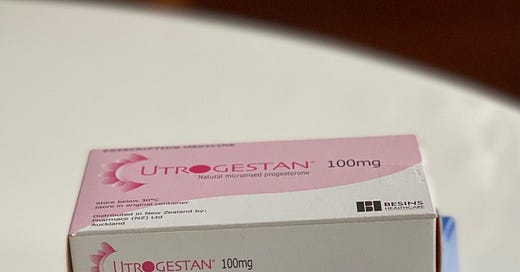 PRESCRIPTION MEDICINE
UTROGESTAN® 100mg
Natural micronised progesterone
Store below 30°C
Store in original container
Distributed in New Zealand by:
Pharmaco (NZ) Ltd
Auckland
BESINS
HEALTHCARE
UTROGESTAN® 100mg